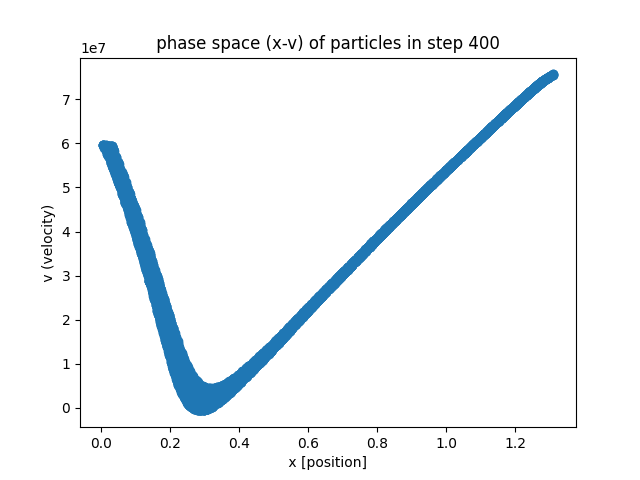 phase space (x-v) of particles in step 400
1e7
7
6
5
4
3
2
1
0
v (velocity)
0.0 0.2 0.4 0.6 0.8 1.0 1.2
x [position]